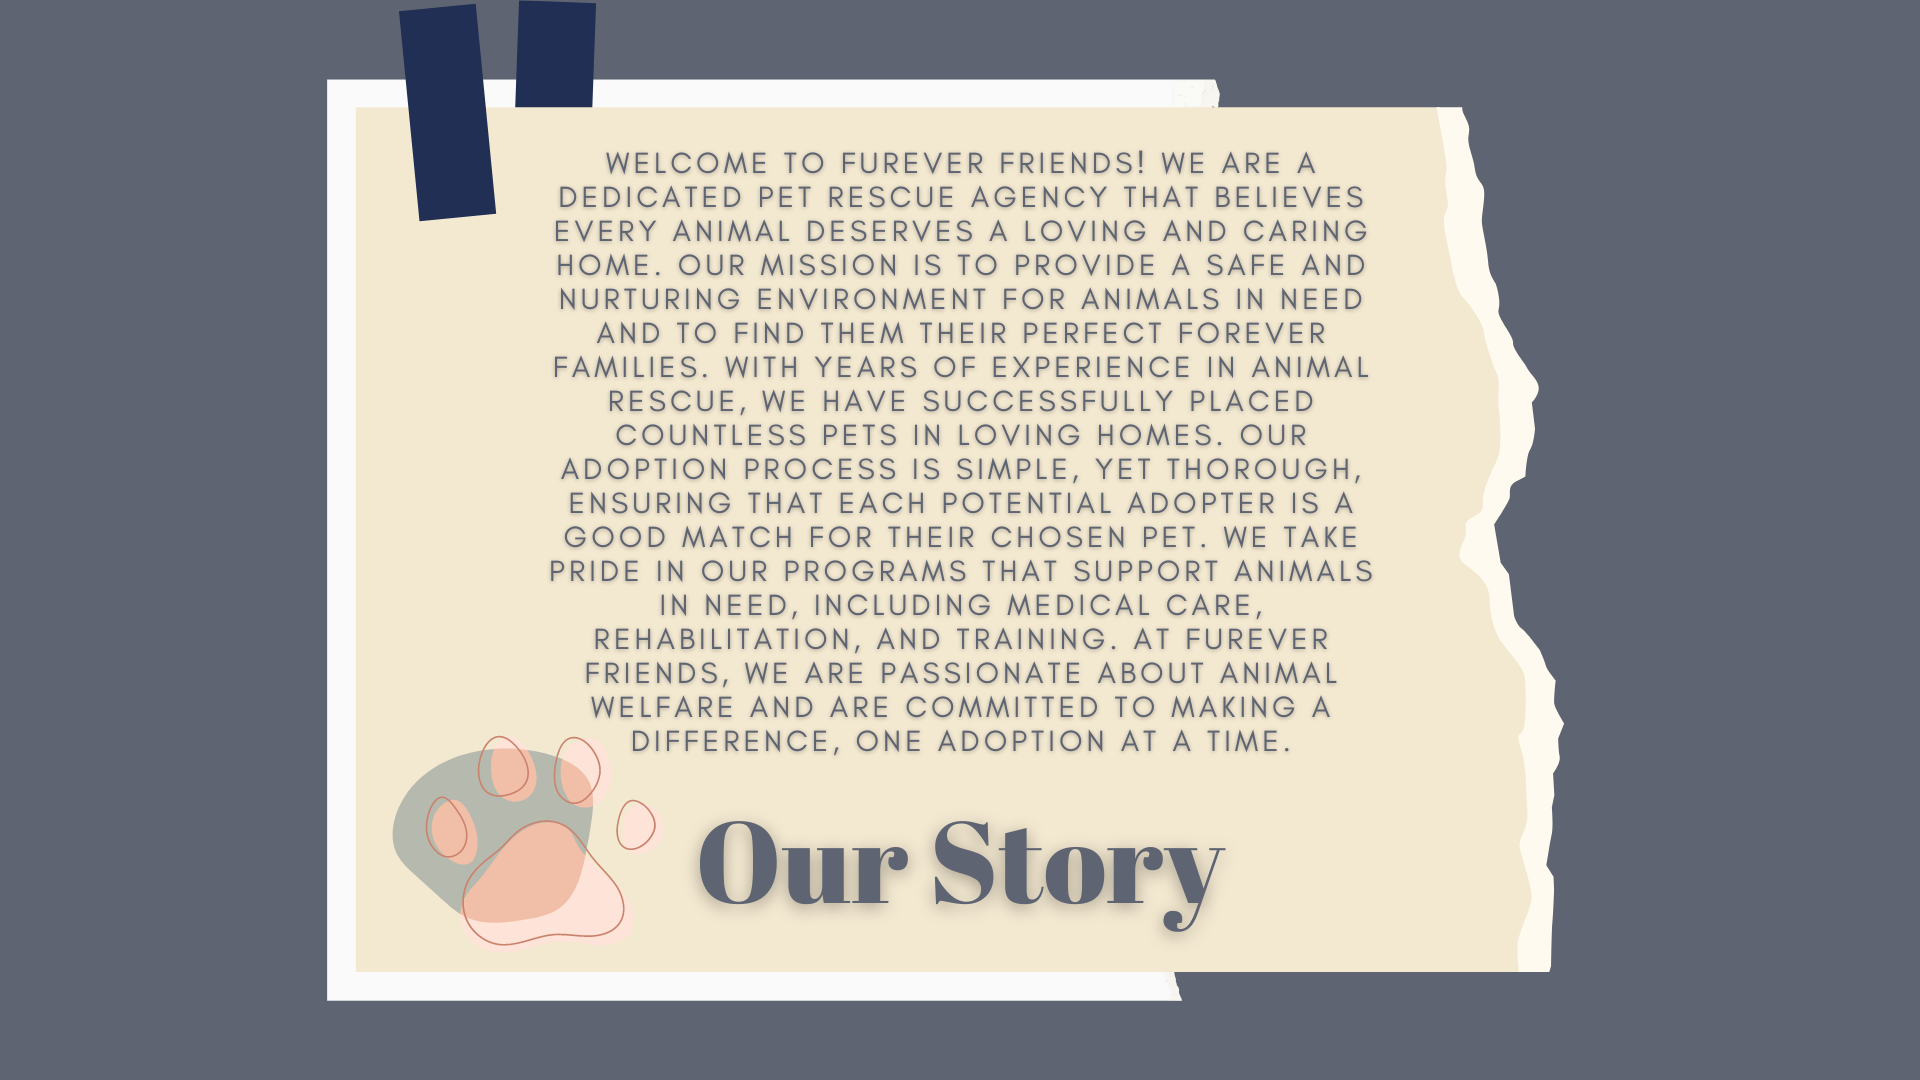 WELCOME TO FUREVER FRIENDS! WE ARE A
DEDICATED PET RESCUE AGENCY THAT BELIEVES
EVERY ANIMAL DESERVES A LOVING AND CARING
HOME. OUR MISSION IS TO PROVIDE A SAFE AND
NURTURING ENVIRONMENT FOR ANIMALS IN NEED
AND TO FIND THEM THEIR PERFECT FOREVER
FAMILIES. WITH YEARS OF EXPERIENCE IN ANIMAL
RESCUE, WE HAVE SUCCESSFULLY PLACED
COUNTLESS PETS IN LOVING HOMES. OUR
ADOPTION PROCESS IS SIMPLE, YET THOROUGH,
ENSURING THAT EACH POTENTIAL ADOPTER IS A
GOOD MATCH FOR THEIR CHOSEN PET. WE TAKE
PRIDE IN OUR PROGRAMS THAT SUPPORT ANIMALS
IN NEED, INCLUDING MEDICAL CARE,
REHABILITATION, AND TRAINING. AT FUREVER
FRIENDS, WE ARE PASSIONATE ABOUT ANIMAL
WELFARE AND ARE COMMITTED TO MAKING A
DIFFERENCE, ONE ADOPTION AT A TIME.
Our Story